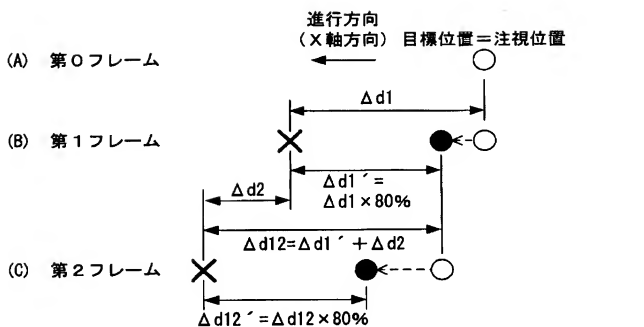 進行方向
(X軸方向) 目標位置=注視位置
(A) 第0フレーム
Δd1
(B) 第1フレーム
Δd1´=
Δd1×80%
Δd2
Δd12=Δd1´+Δd2
(C) 第2フレーム
Δd12´=Δd12×80%